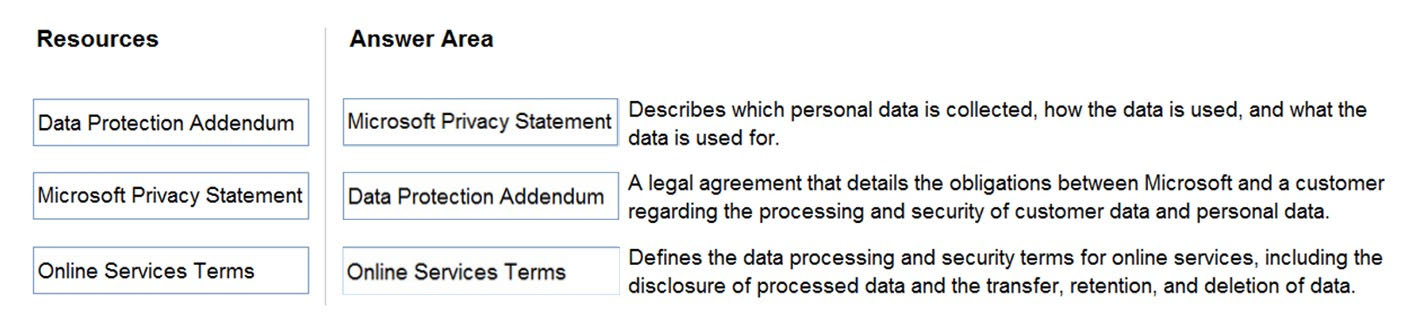 Resources
Answer Area
Data Protection Addendum
Microsoft Privacy Statement
Describes which personal data is collected, how the data is used, and what the
data is used for.
Microsoft Privacy Statement
Data Protection Addendum
A legal agreement that details the obligations between Microsoft and a customer
regarding the processing and security of customer data and personal data.
Online Services Terms
Online Services Terms
Defines the data processing and security terms for online services, including the
disclosure of processed data and the transfer, retention, and deletion of data.